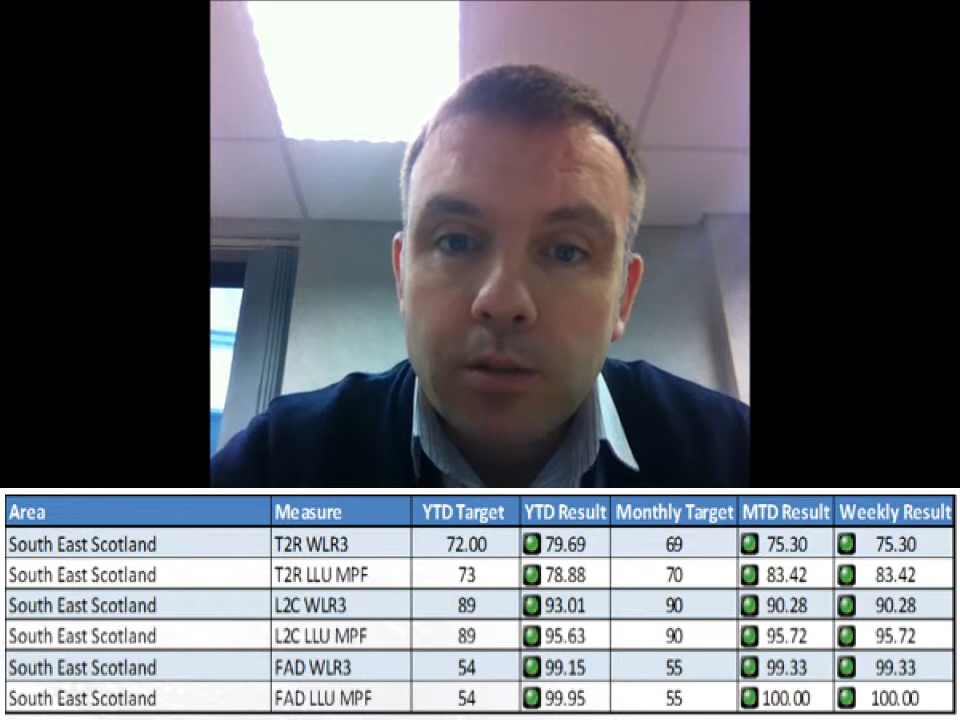 Area Measure YTD Target YTD Result Monthly Target MTD Result Weekly Result
South East Scotland T2R WLR3 72.00 79.69 69 75.30 75.30
South East Scotland T2R LLU MPF 73 78.88 70 83.42 83.42
South East Scotland L2C WLR3 89 93.01 90 90.28 90.28
South East Scotland L2C LLU MPF 89 95.63 90 95.72 95.72
South East Scotland FAD WLR3 54 99.15 55 99.33 99.33
South East Scotland FAD LLU MPF 54 99.95 55 100.00 100.00